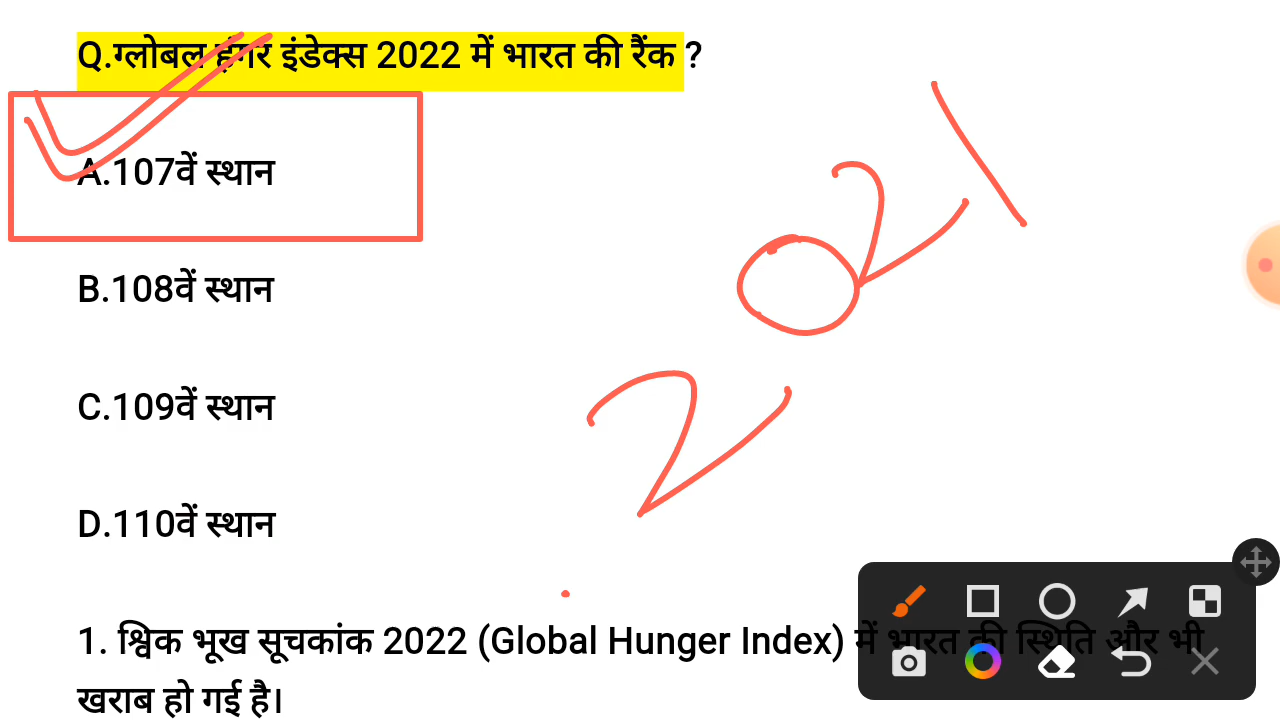 Q.ग्लोबल हंगर इंडेक्स 2022 में भारत की रैंक ?
A.107वें स्थान
2021
B.108वें स्थान
C.109वें स्थान
D.110वें स्थान
1. श्विक भूख सूचकांक 2022 (Global Hunger Index) में भारत की स्थिति और भी
खराब हो गई है।